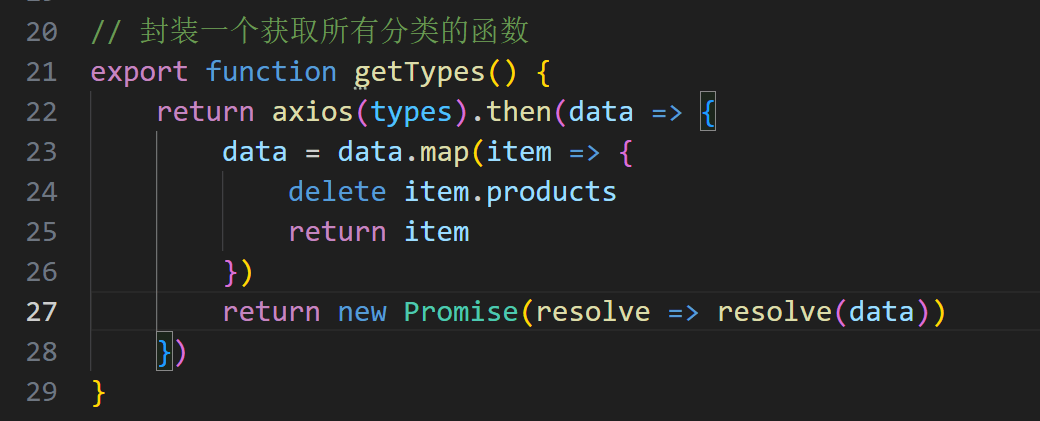 20 // 封装一个获取所有分类的函数
21 export function getTypes() {
22     return axios(types).then(data => {
23         data = data.map(item => {
24             delete item.products
25             return item
26         })
27         return new Promise(resolve => resolve(data))
28     })
29 }